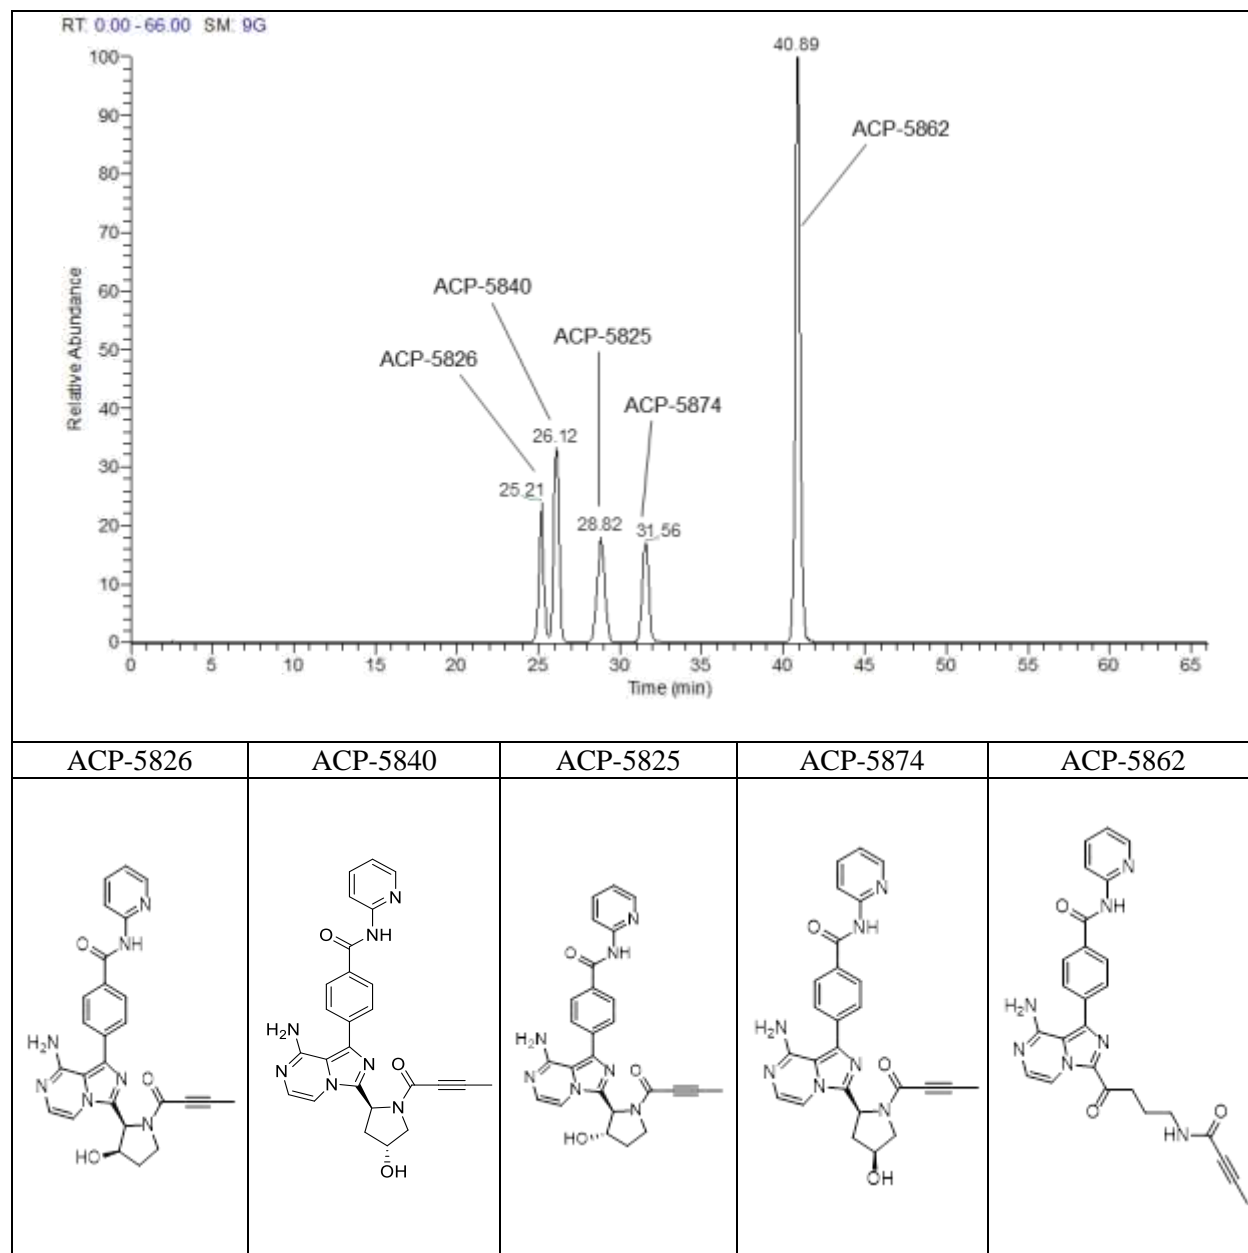 RT: 0.00 - 66.00 SM: 9G
40.89
100
ACP-5862
90
80
70
ACP-5840
60
ACP-5825
50
ACP-5826
ACP-5874
40
26.12
30
25.21
28.82
31.56
20
10
0
Relative Abundance
0 5 10 15 20 25 30 35 40 45 50 55 60 65
Time (min)
ACP-5826 ACP-5840 ACP-5825 ACP-5874 ACP-5862
N
O
NH
H2N
N
N
N
O
N
HO
N
O
NH
H2N
N
N
N
O
N
OH
N
O
NH
H2N
N
N
N
O
N
HO
N
O
NH
H2N
N
N
N
O
N
OH
N
O
NH
H2N
N
N
N
O
HN
O